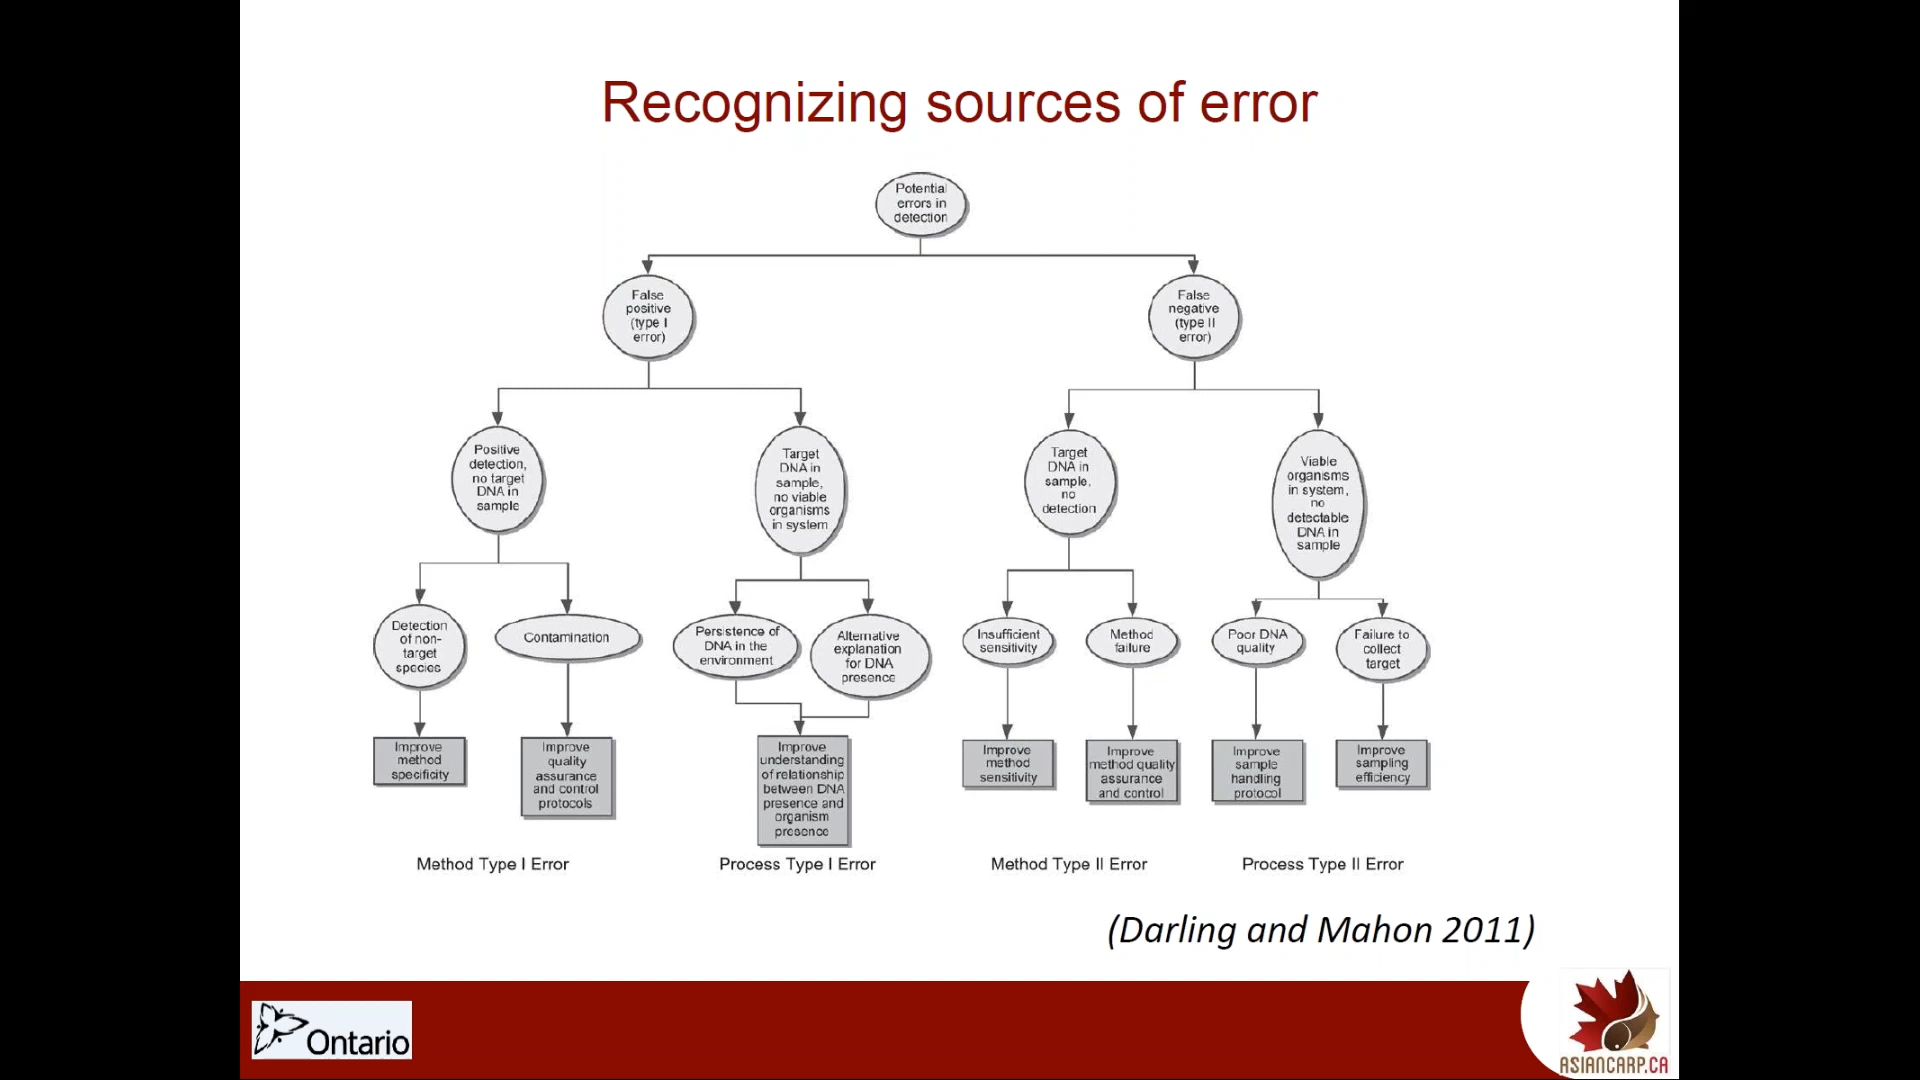 Recognizing sources of error
Potential
errors in
detection
False
positive
(type I
error)
False
negative
(type II
error)
Positive
detection,
no target
DNA in
sample
Target
DNA in
sample,
no viable
organisms
in system
Target
DNA in
sample,
no
detection
Viable
organisms
in system,
no
detectable
DNA in
sample
Detection
of non-
target
species
Contamination
Persistence of
DNA in the
environment
Alternative
explanation
for DNA
presence
Insufficient
sensitivity
Method
failure
Poor DNA
quality
Failure to
collect
target
Improve
method
specificity
Improve
quality
assurance
and control
protocols
Improve
understanding
of relationship
between DNA
presence and
organism
presence
Improve
method
sensitivity
Improve
method quality
assurance
and control
Improve
sample
handling
protocol
Improve
sampling
efficiency
Method Type I Error
Process Type I Error
Method Type II Error
Process Type II Error
(Darling and Mahon 2011)
Ontario
ASIANCARP.CA